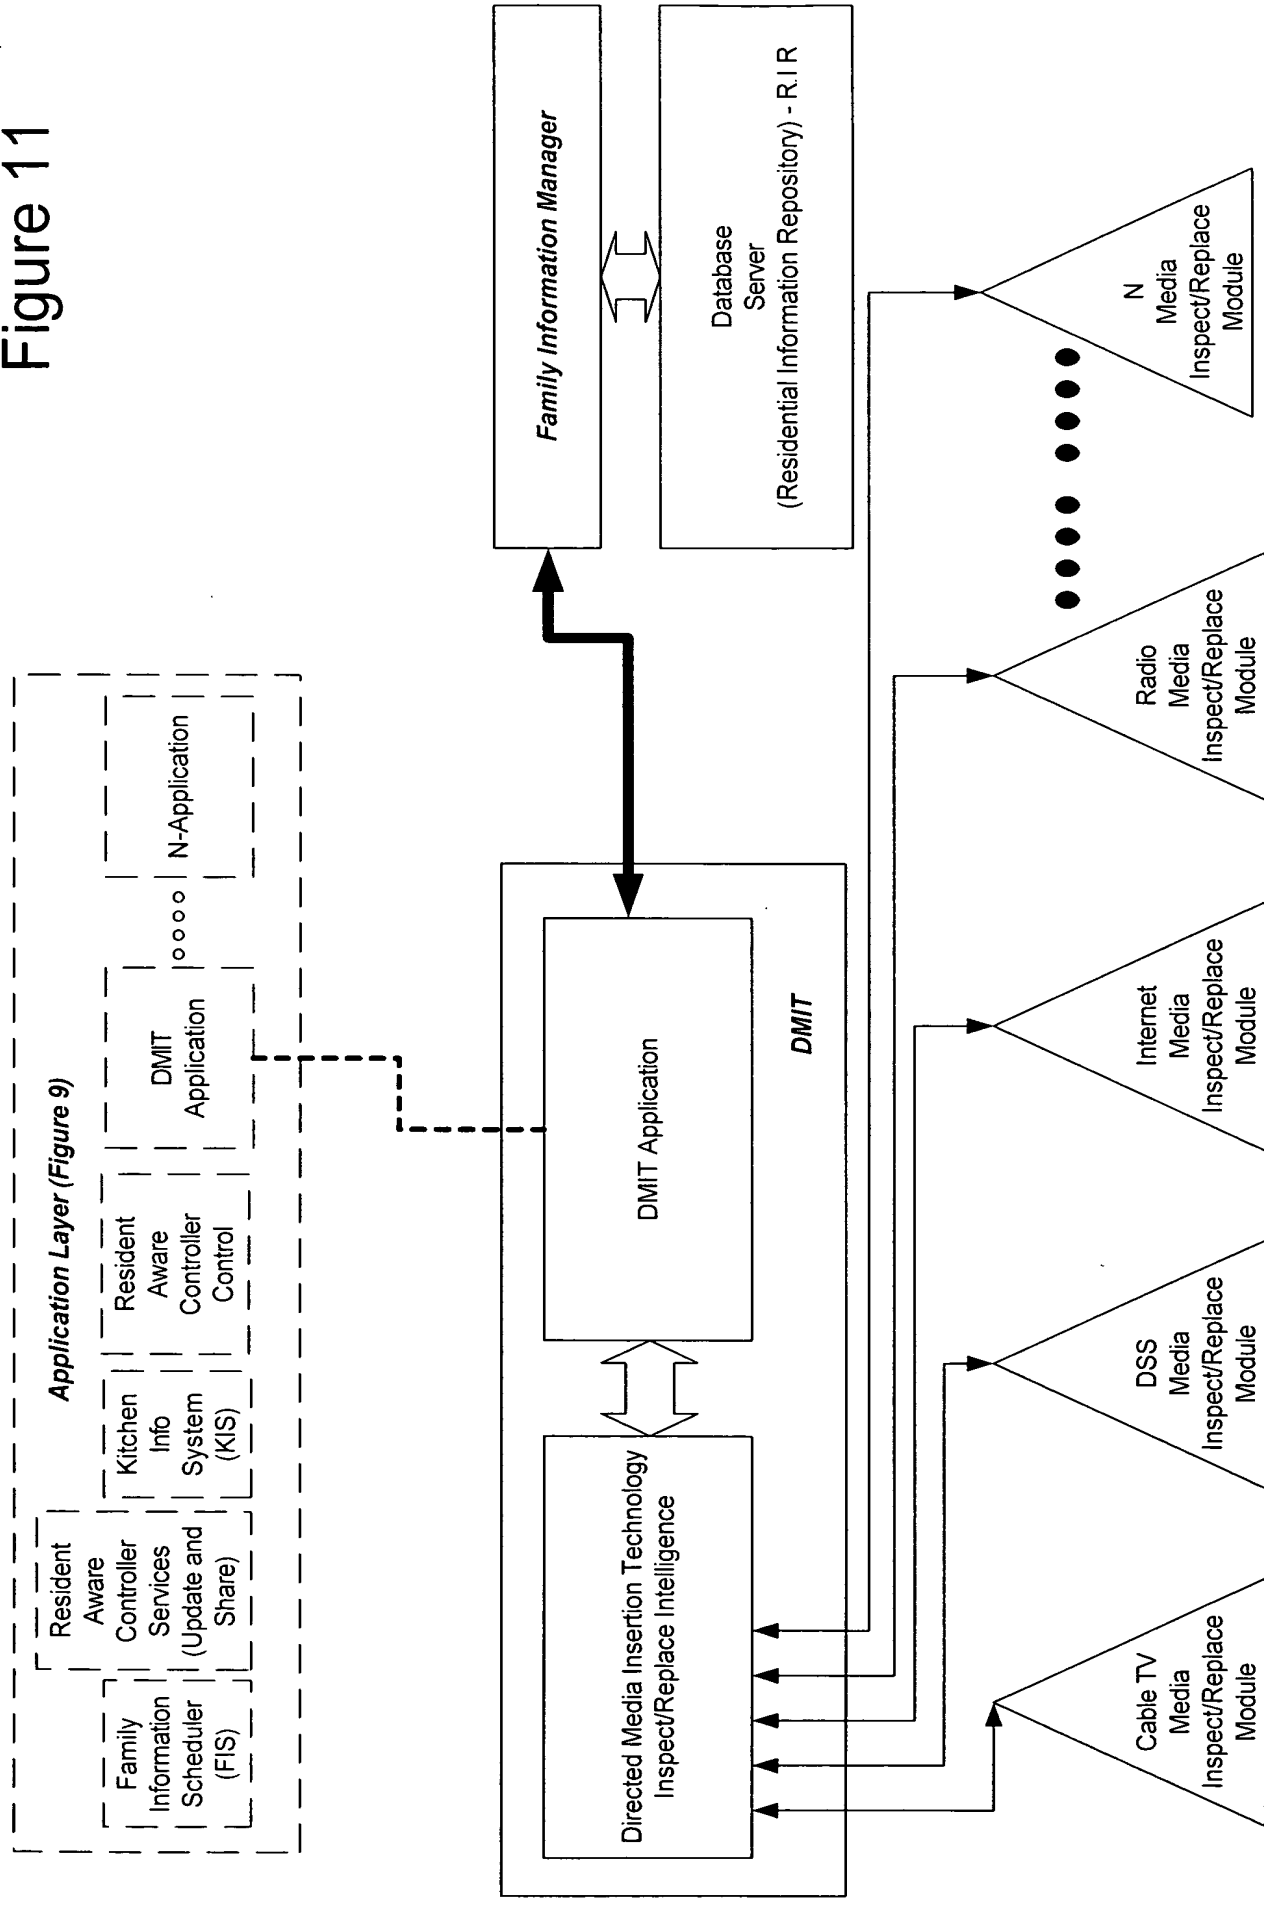 Figure 11
Application Layer (Figure 9)
Family
Information
Scheduler
(FIS)
Resident
Aware
Controller
Services
(Update and
Share)
Kitchen
Info
System
(KIS)
Resident
Aware
Controller
Control
DMIT
Application
N-Application
Directed Media Insertion Technology
Inspect/Replace Intelligence
DMIT Application
DMIT
Family Information Manager
Database
Server
(Residential Information Repository) - R.I R
Cable TV
Media
Inspect/Replace
Module
DSS
Media
Inspect/Replace
Module
Internet
Media
Inspect/Replace
Module
Radio
Media
Inspect/Replace
Module
N
Media
Inspect/Replace
Module